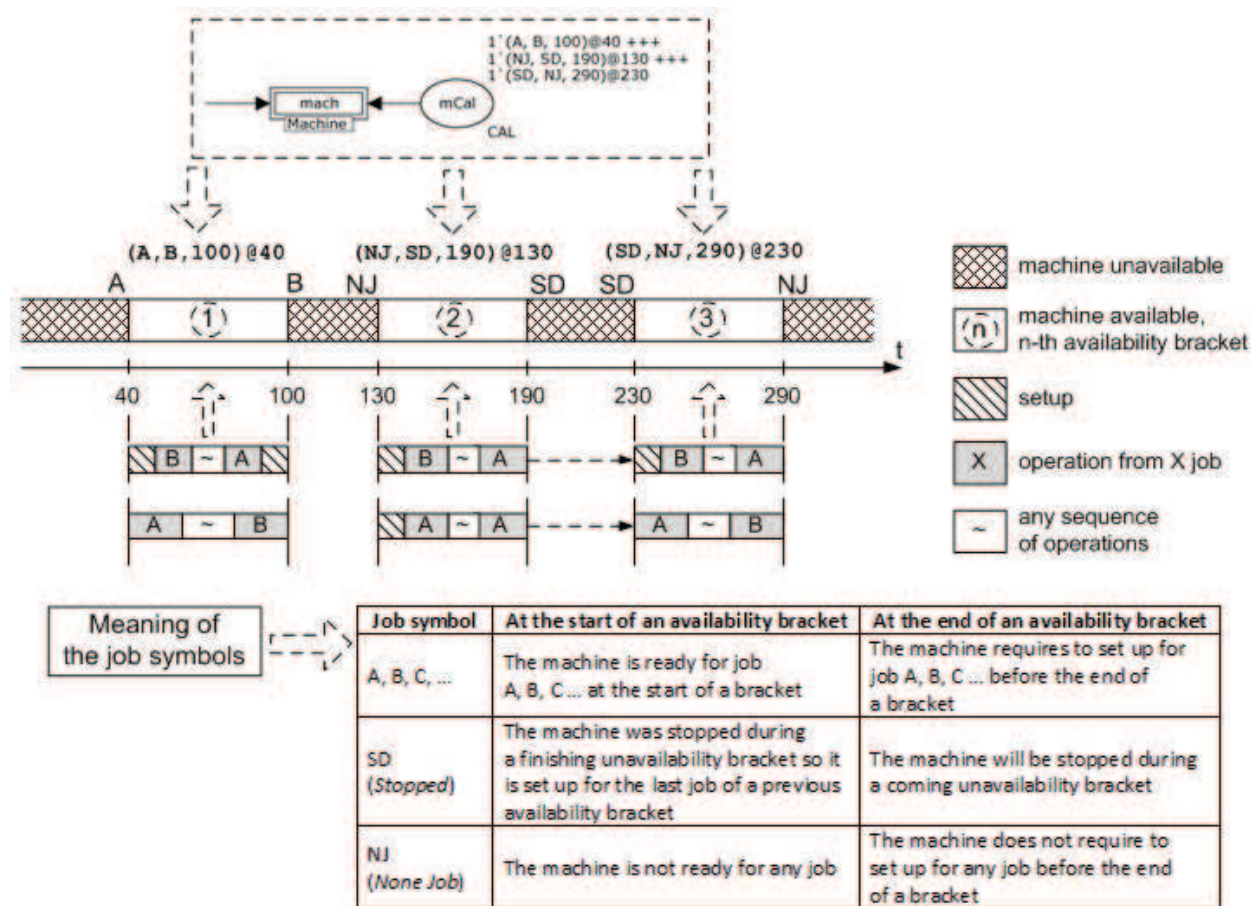 1`(A, B, 100)@40 +++
1`(NJ, SD, 190)@130 +++
1`(SD, NJ, 290)@230
mach
Machine
mCal
CAL
(A,B,100)@40
(NJ,SD,190)@130
(SD,NJ,290)@230
A
B
NJ
SD
SD
NJ
1
2
3
t
40
100
130
190
230
290
B ~ A
B ~ A
B ~ A
A ~ B
A ~ A
A ~ B
machine unavailable
n
machine available,
n-th availability bracket
setup
X
operation from X job
~
any sequence
of operations
Meaning of
the job symbols
Job symbol
At the start of an availability bracket
At the end of an availability bracket
A, B, C, ...
The machine is ready for job
A, B, C ... at the start of a bracket
The machine requires to set up for
job A, B, C ... before the end of
a bracket
SD
(Stopped)
The machine was stopped during
a finishing unavailability bracket so it
is set up for the last job of a previous
availability bracket
The machine will be stopped during
a coming unavailability bracket
NJ
(None Job)
The machine is not ready for any job
The machine does not require to
set up for any job before the end
of a bracket